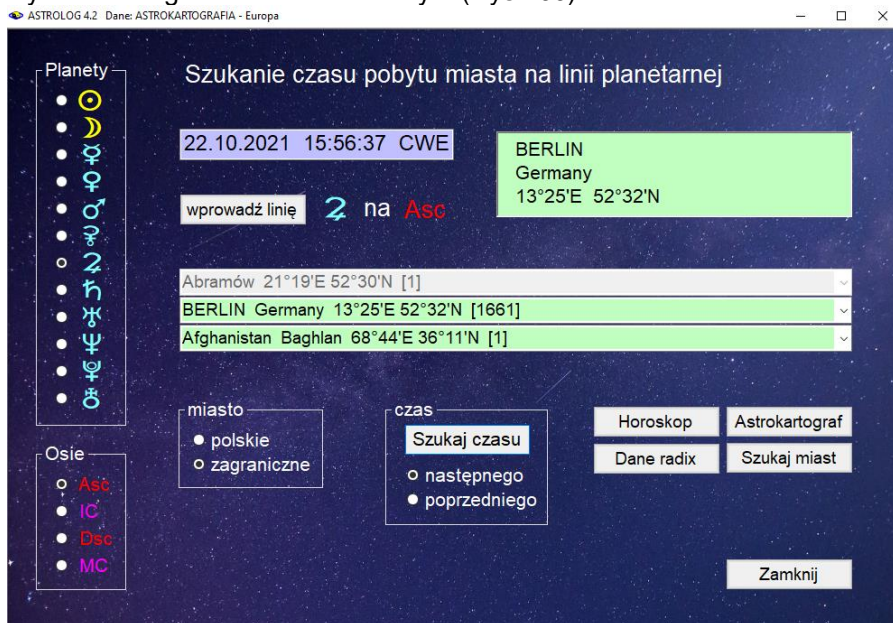 ASTROLOG 4.2 Dane: ASTROKARTOGRAFIA - Europa
Planety
Szukanie czasu pobytu miasta na linii planetarnej
22.10.2021 15:56:37 CWE
BERLIN
Germany
13°25'E 52°32'N
wprowadź linię ⚳ na Asc
Abramów 21°19'E 52°30'N [1]
BERLIN Germany 13°25'E 52°32'N [1661]
Afghanistan Baghlan 68°44'E 36°11'N [1]
miasto
polskie
zagraniczne
czas
Szukaj czasu
następnego
poprzedniego
Horoskop
Astrokartograf
Dane radix
Szukaj miast
Osie
Asc
IC
Dsc
MC
Zamknij